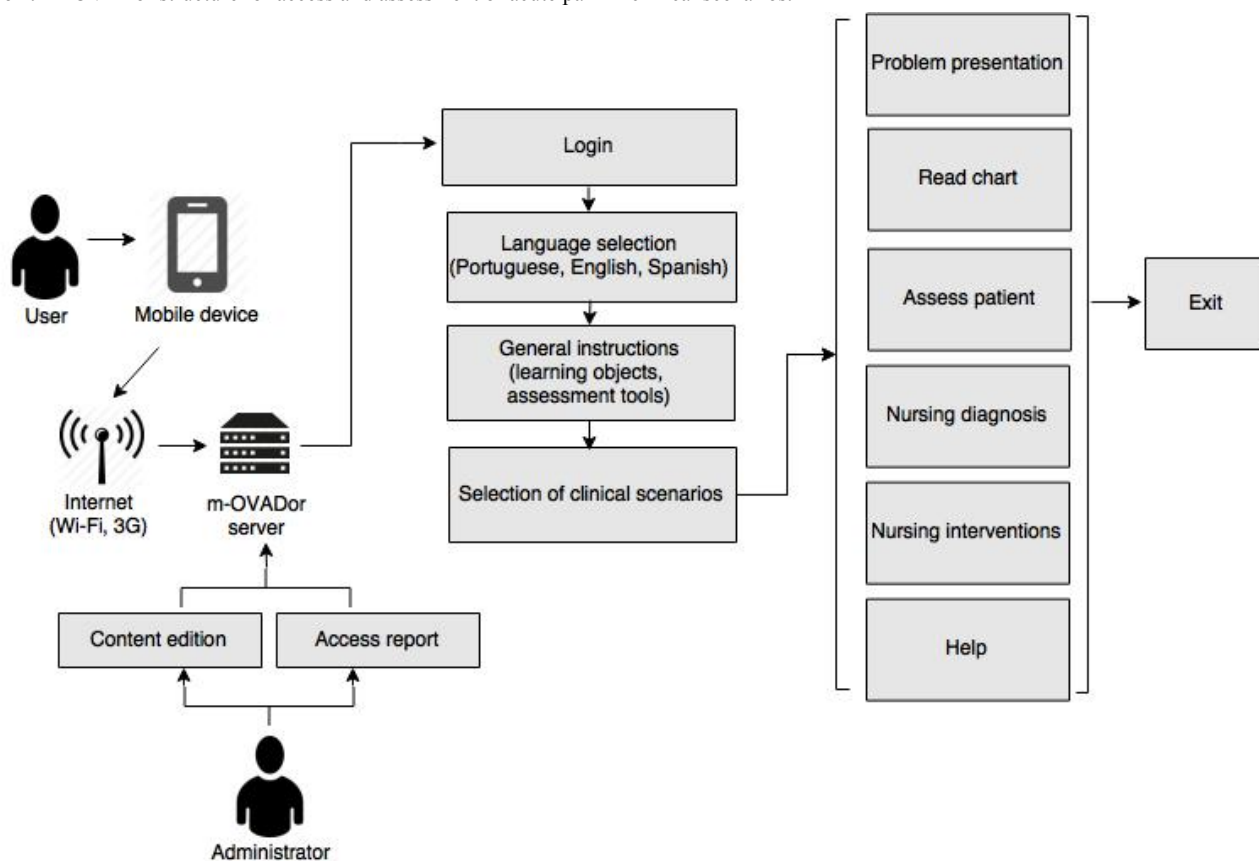 Problem presentation
Login
Read chart
Language selection
(Portuguese, English, Spanish)
Assess patient
Exit
User
Mobile device
General instructions
(learning objects,
assessment tools)
Nursing diagnosis
Internet
(Wi-Fi, 3G)
m-OVADor
server
Selection of clinical scenarios
Nursing interventions
Content edition
Access report
Help
Administrator